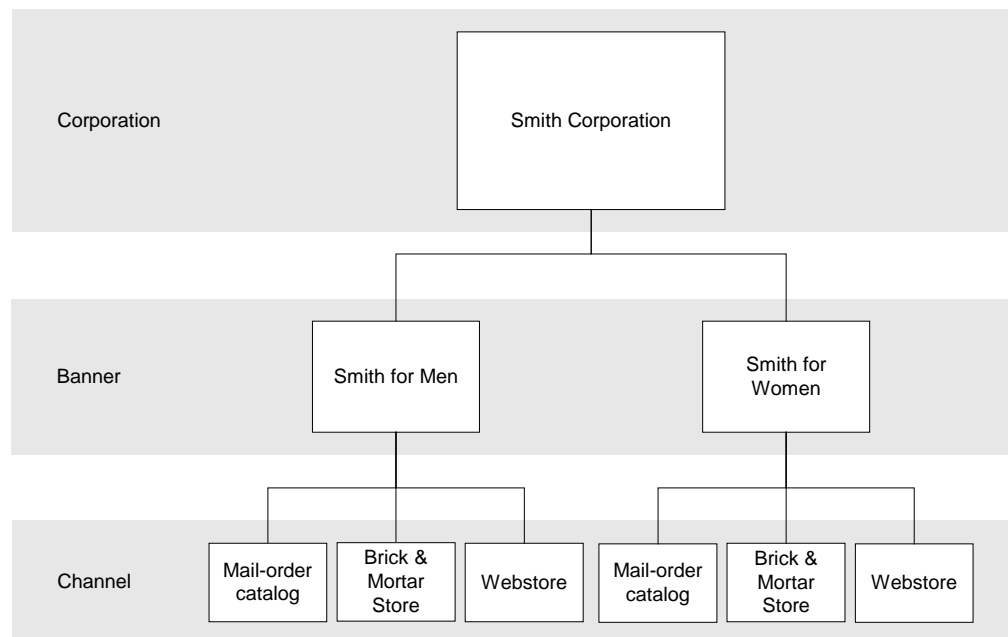 Corporation
Smith Corporation
Banner
Smith for Men
Smith for
Women
Channel
Mail-order
catalog
Brick &
Mortar
Store
Webstore
Mail-order
catalog
Brick &
Mortar
Store
Webstore